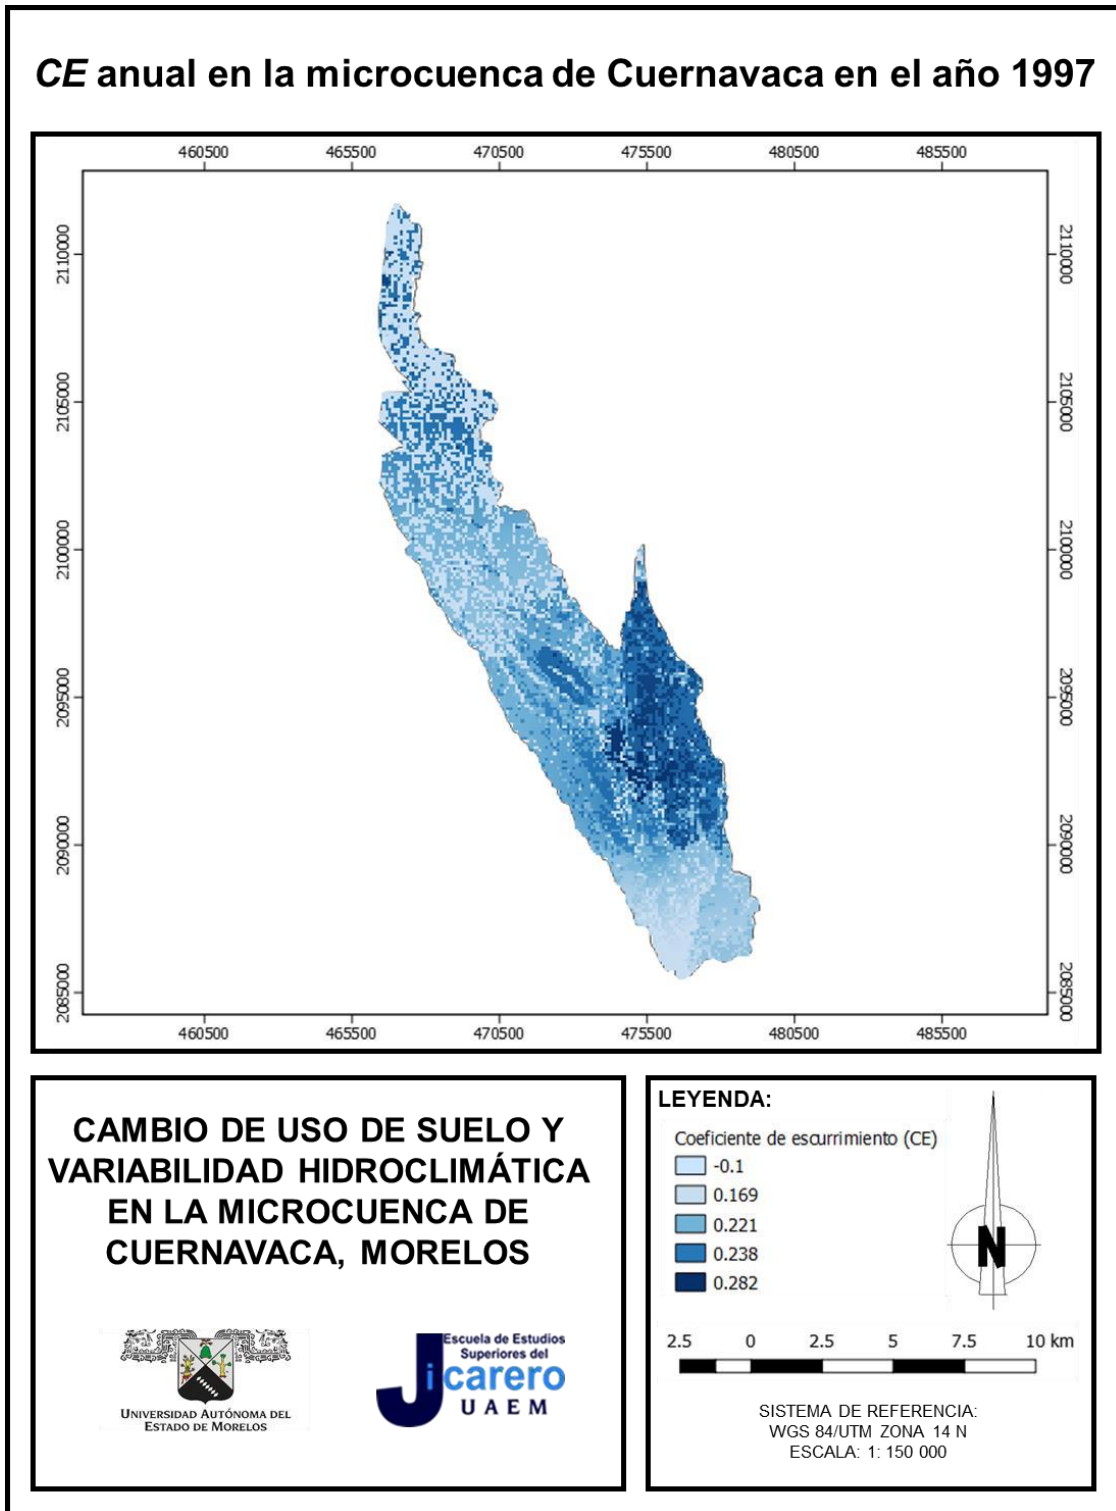 CE anual en la microcuenca de Cuernavaca en el año 1997
460500 465500 470500 475500 480500 485500
2110000 2110000
2105000 2105000
2100000 2100000
2095000 2095000
2090000 2090000
2085000 2085000
460500 465500 470500 475500 480500 485500
CAMBIO DE USO DE SUELO Y
VARIABILIDAD HIDROCLIMÁTICA
EN LA MICROCUENCA DE
CUERNAVACA, MORELOS
UNIVERSIDAD AUTÓNOMA DEL
ESTADO DE MORELOS
Escuela de Estudios
Superiores del
Jicarero
UAEM
LEYENDA:
Coeficiente de escurrimiento (CE)
-0.1
0.169
0.221
0.238
0.282
N
2.5 0 2.5 5 7.5 10 km
SISTEMA DE REFERENCIA:
WGS 84/UTM ZONA 14 N
ESCALA: 1: 150 000